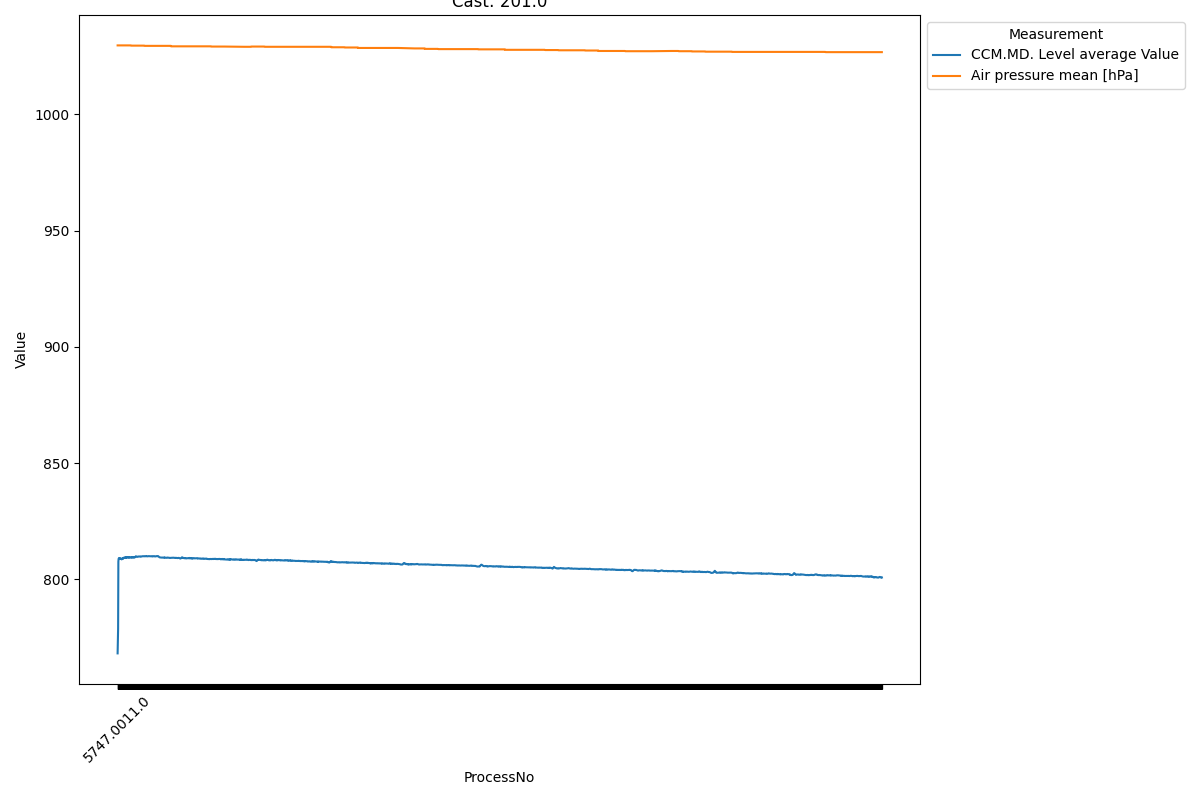 Cast: 201.0
Measurement
CCM.MD. Level average Value
Air pressure mean [hPa]
1000
950
900
850
800
Value
5747.0011.0
ProcessNo